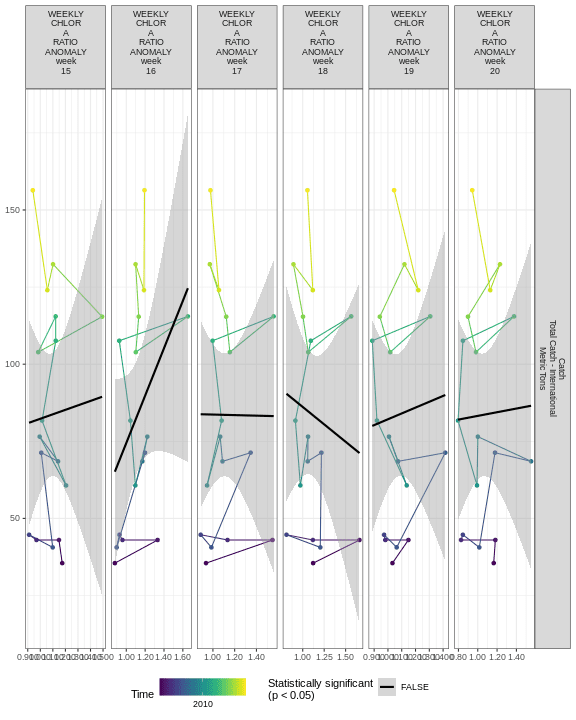 WEEKLY
CHLOR
A
RATIO
ANOMALY
week
15
WEEKLY
CHLOR
A
RATIO
ANOMALY
week
16
WEEKLY
CHLOR
A
RATIO
ANOMALY
week
17
WEEKLY
CHLOR
A
RATIO
ANOMALY
week
18
WEEKLY
CHLOR
A
RATIO
ANOMALY
week
19
WEEKLY
CHLOR
A
RATIO
ANOMALY
week
20
150
100
50
Catch
Total Catch - International
Metric Tons
1.00 1.20 1.40 1.60
1.00 1.20 1.40
1.00 1.25 1.50
0.80 1.00 1.20 1.40
Time
2010
Statistically significant
(p < 0.05)
FALSE